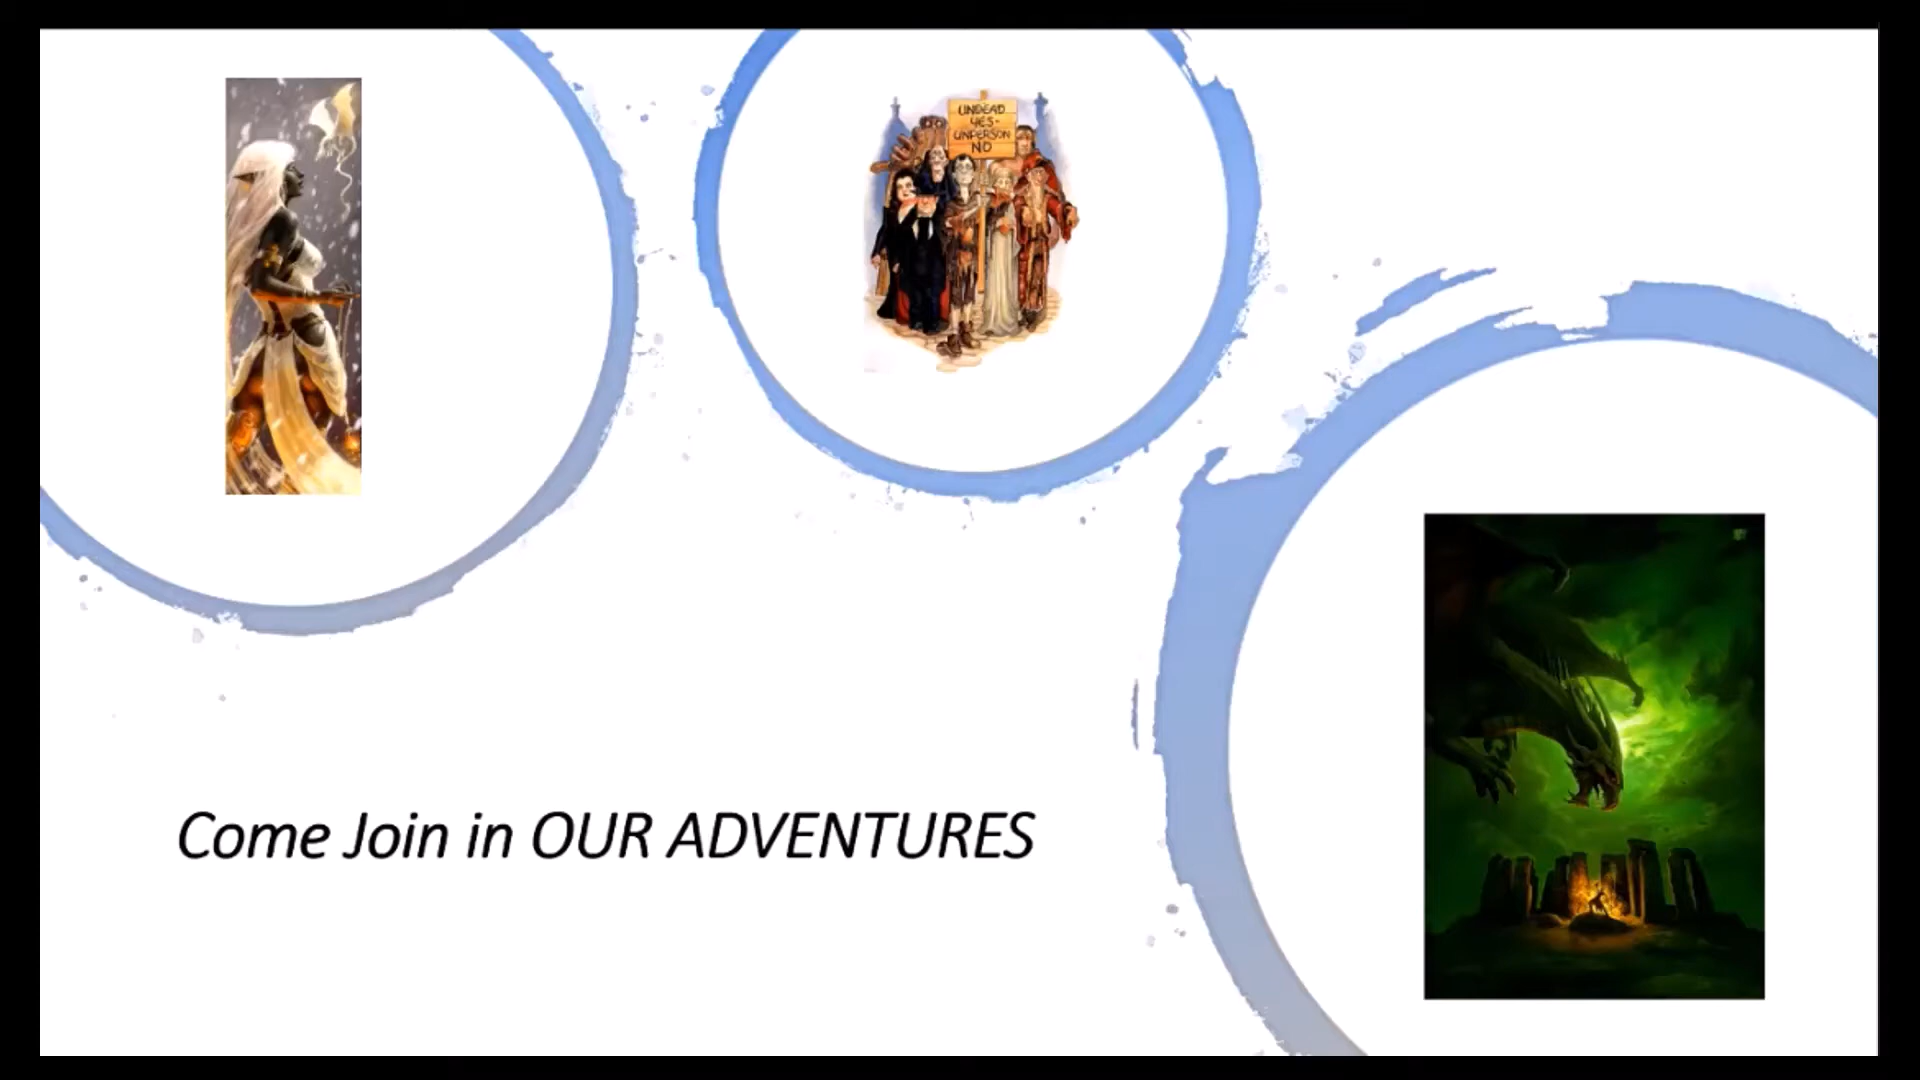 UNDEAD
YES-
UNPERSON
NO
Come Join in OUR ADVENTURES